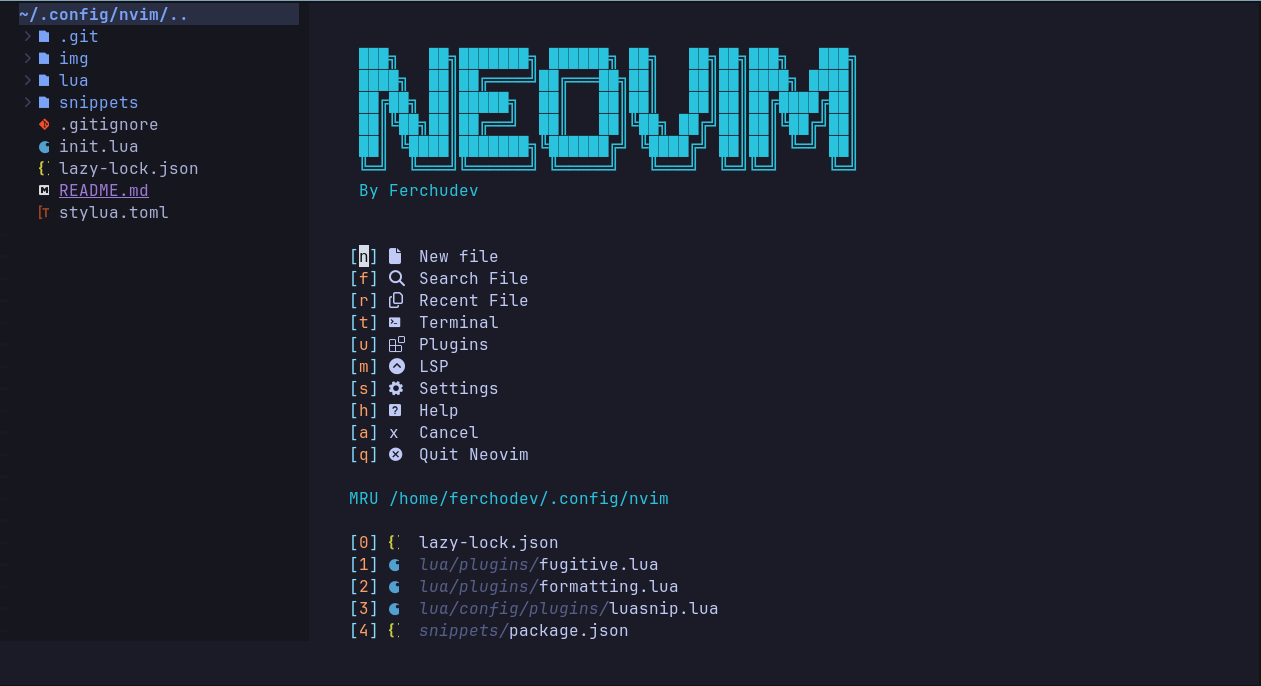 ~/.config/nvim/..
.git
img
lua
snippets
.gitignore
init.lua
lazy-lock.json
README.md
stylua.toml
NEOVIM
By Ferchudev
[n] New file
[f] Search File
[r] Recent File
[t] Terminal
[u] Plugins
[m] LSP
[s] Settings
[h] Help
[a] x Cancel
[q] Quit Neovim
MRU /home/ferchodev/.config/nvim
[0] lazy-lock.json
[1] lua/plugins/fugitive.lua
[2] lua/plugins/formatting.lua
[3] lua/config/plugins/luasnip.lua
[4] snippets/package.json